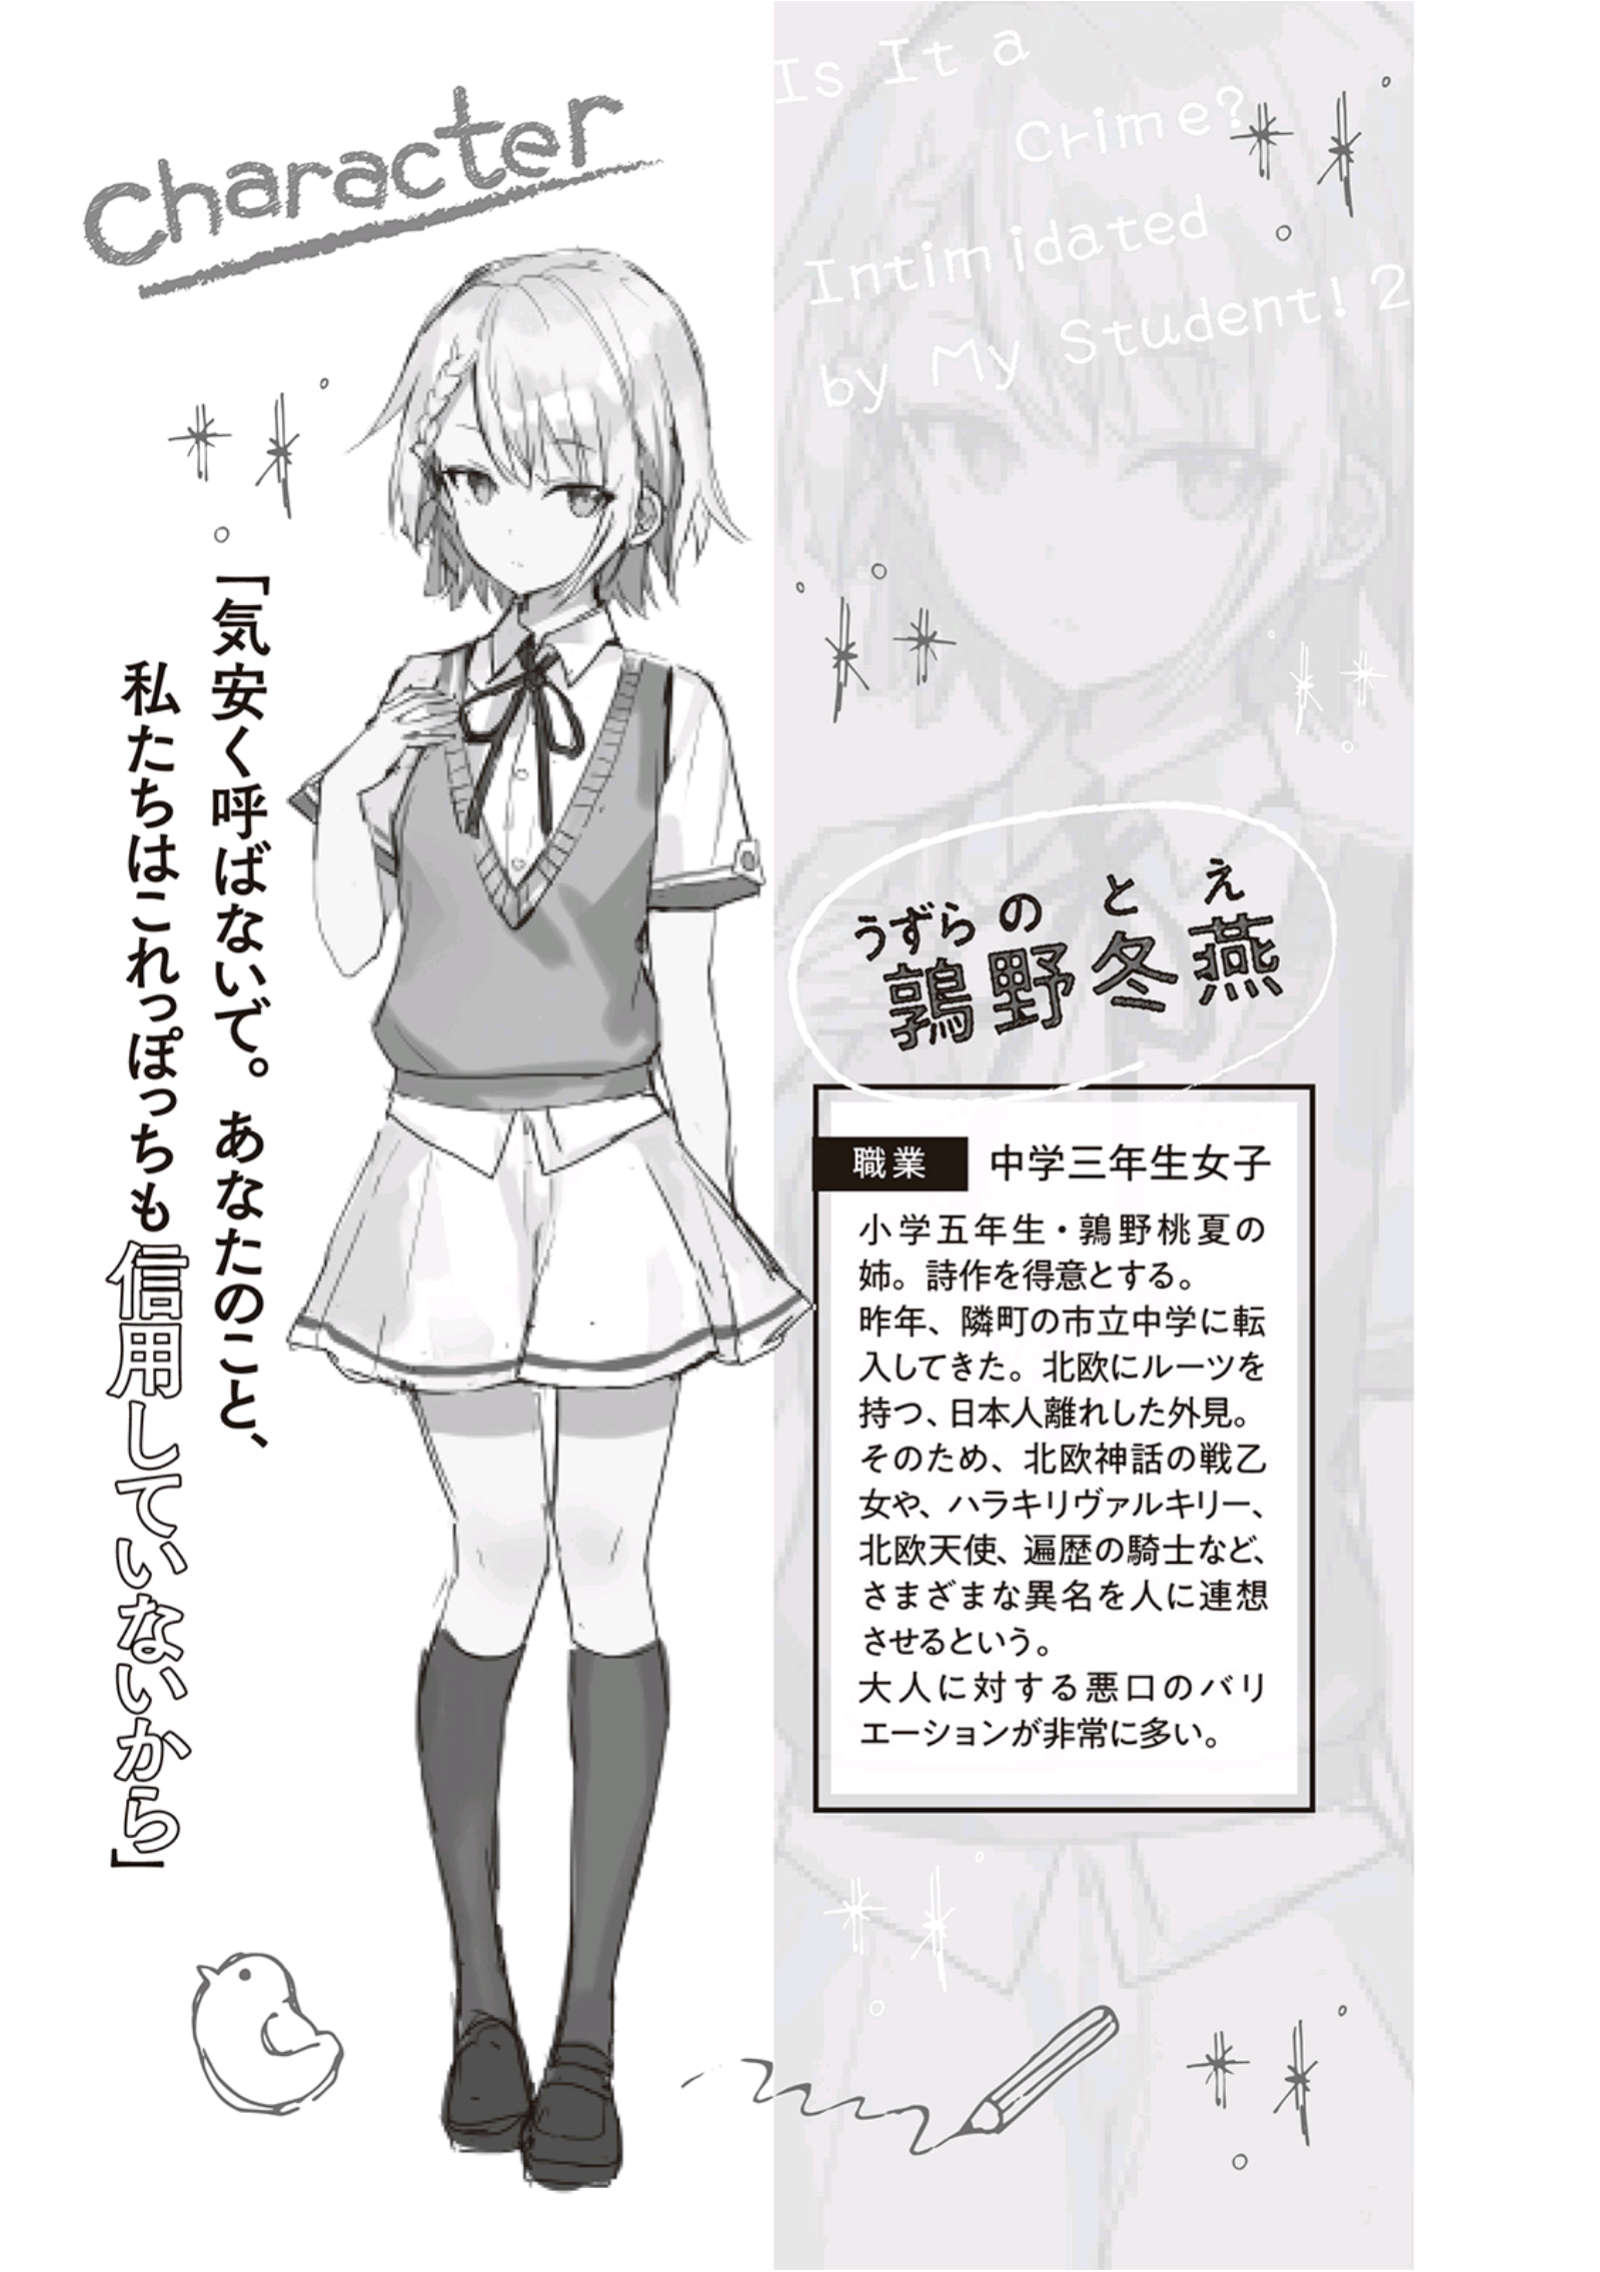 Character
Is It a
Crime?
Intimidated
by My Student! 2
「気安く呼ばないで。あなたのこと、
私たちはこれっぽっちも信用していないから」
うずらのとえ
鶉野冬燕
職業 中学三年生女子
小学五年生・鶉野桃夏の
姉。詩作を得意とする。
昨年、隣町の市立中学に転
入してきた。北欧にルーツを
持つ、日本人離れした外見。
そのため、北欧神話の戦乙
女や、ハラキリヴァルキリー、
北欧天使、遍歴の騎士など、
さまざまな異名を人に連想
させるという。
大人に対する悪口のバリ
エーションが非常に多い。